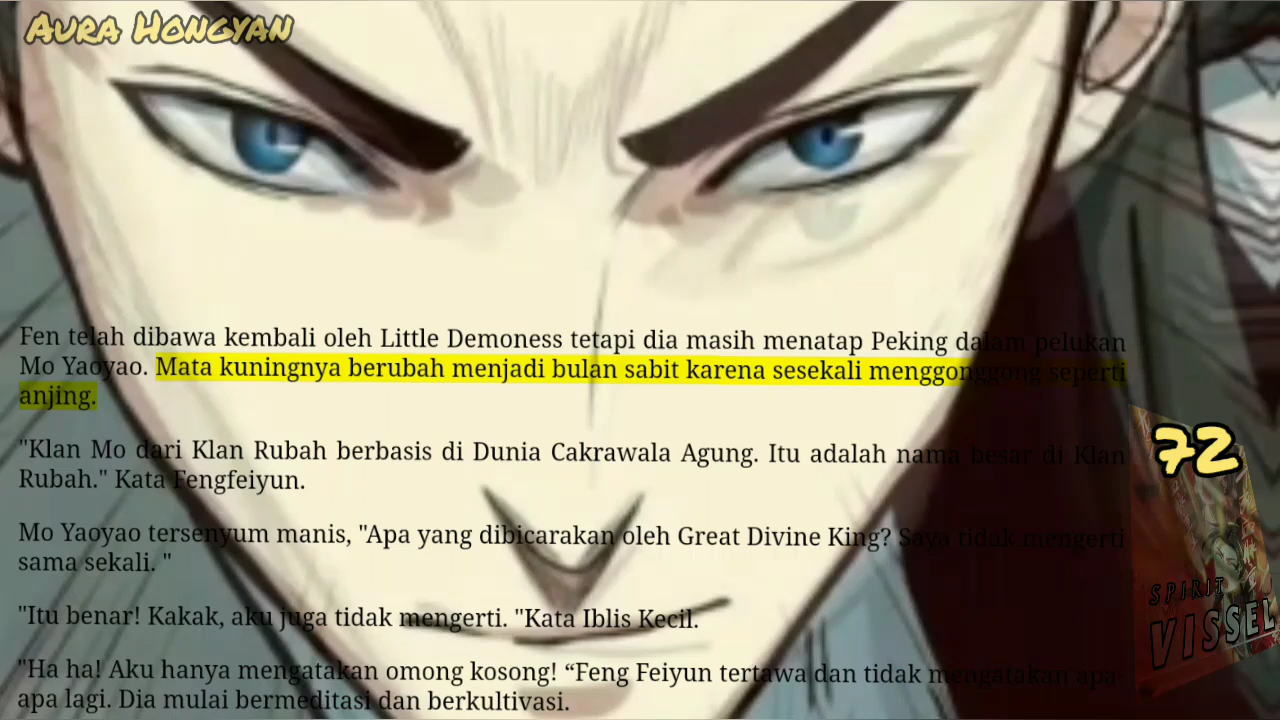 Aura Hongyan
Fen telah dibawa kembali oleh Little Demoness tetapi dia masih menatap Peking dalam pelukan
Mo Yaoyao. Mata kuningnya berubah menjadi bulan sabit karena sesekali menggonggong seperti
anjing.
"Klan Mo dari Klan Rubah berbasis di Dunia Cakrawala Agung. Itu adalah nama besar di Klan
Rubah." Kata Fengfeiyun.
Mo Yaoyao tersenyum manis, "Apa yang dibicarakan oleh Great Divine King? Saya tidak mengerti
sama sekali. "
"Itu benar! Kakak, aku juga tidak mengerti. "Kata Iblis Kecil.
"Ha ha! Aku hanya mengatakan omong kosong! “Feng Feiyun tertawa dan tidak mengatakan apa-
apa lagi. Dia mulai bermeditasi dan berkultivasi.
72
SPIRIT
VISSEL